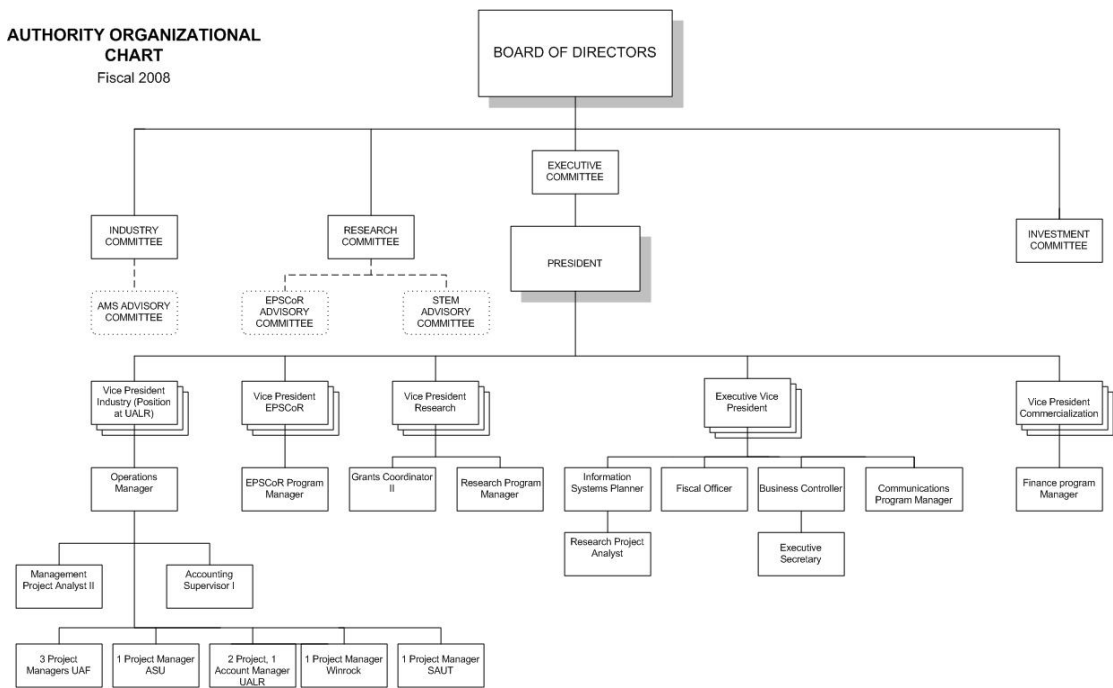 AUTHORITY ORGANIZATIONAL
CHART
Fiscal 2008
BOARD OF DIRECTORS
EXECUTIVE
COMMITTEE
INDUSTRY
COMMITTEE
RESEARCH
COMMITTEE
PRESIDENT
INVESTMENT
COMMITTEE
AMS ADVISORY
COMMITTEE
EPSCoR
ADVISORY
COMMITTEE
STEM
ADVISORY
COMMITTEE
Vice President
Industry (Position
at UALR)
Vice President
EPSCoR
Vice President
Research
Executive Vice
President
Vice President
Commercialization
Operations
Manager
EPSCoR Program
Manager
Grants Coordinator
II
Research Program
Manager
Information
Systems Planner
Fiscal Officer
Business Controller
Communications
Program Manager
Finance program
Manager
Research Project
Analyst
Executive
Secretary
Management
Project Analyst II
Accounting
Supervisor I
3 Project
Managers UAF
1 Project Manager
ASU
2 Project, 1
Account Manager
UALR
1 Project Manager
Winrock
1 Project Manager
SAUT